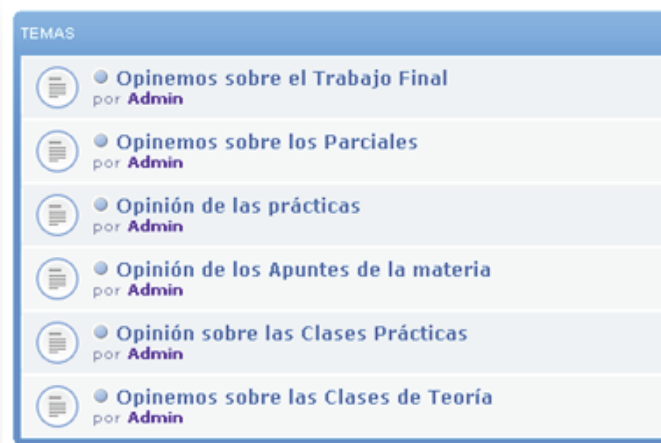 TEMAS
Opinemos sobre el Trabajo Final
por Admin
Opinemos sobre los Parciales
por Admin
Opinión de las prácticas
por Admin
Opinión de los Apuntes de la materia
por Admin
Opinión sobre las Clases Prácticas
por Admin
Opinemos sobre las Clases de Teoría
por Admin